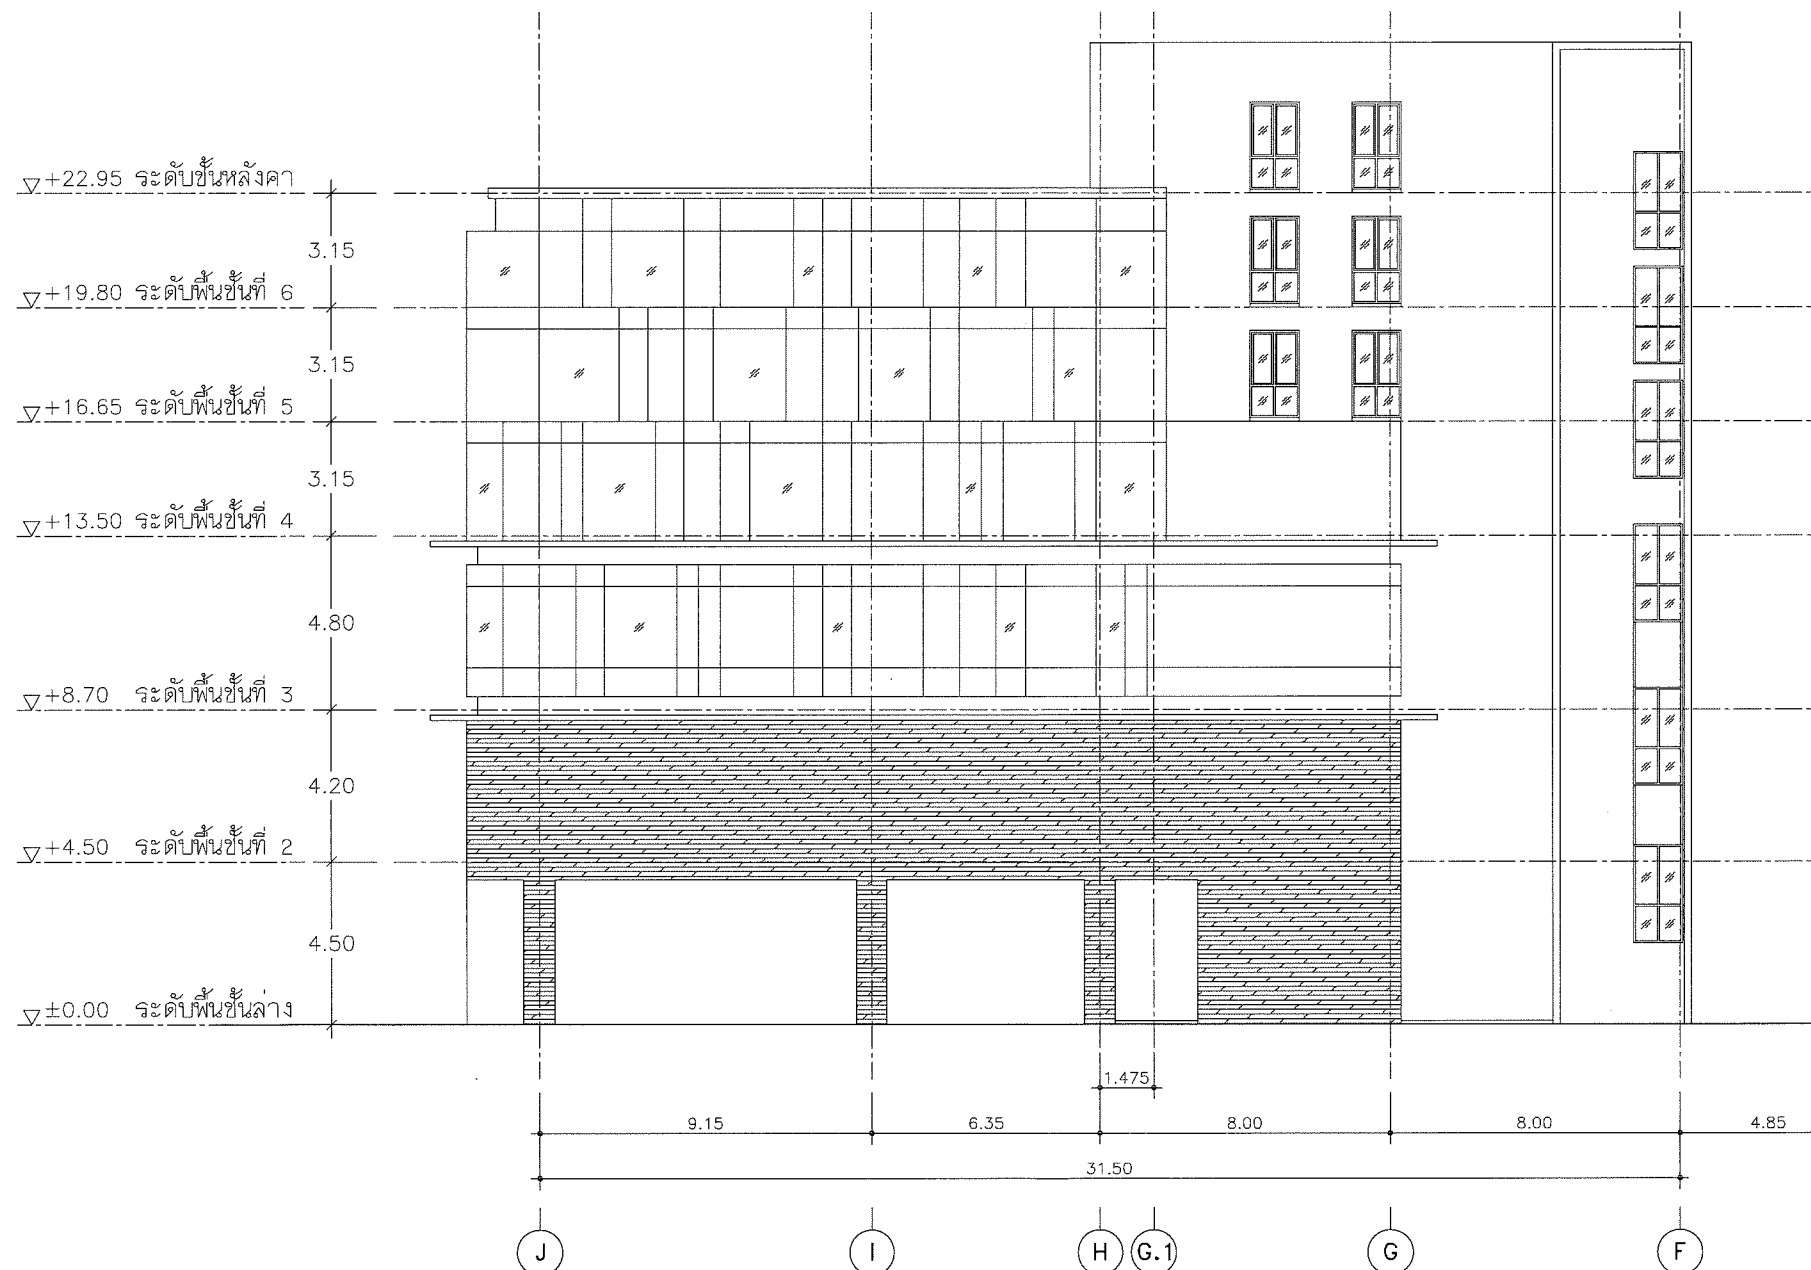 +22.95 ระดับชั้นหลังคา
3.15
+19.80 ระดับพื้นชั้นที่ 6
3.15
+16.65 ระดับพื้นชั้นที่ 5
3.15
+13.50 ระดับพื้นชั้นที่ 4
4.80
+8.70 ระดับพื้นชั้นที่ 3
4.20
+4.50 ระดับพื้นชั้นที่ 2
4.50
±0.00 ระดับพื้นชั้นล่าง
1.475
9.15 6.35 8.00 8.00 4.85
31.50
J I H G.1 G F